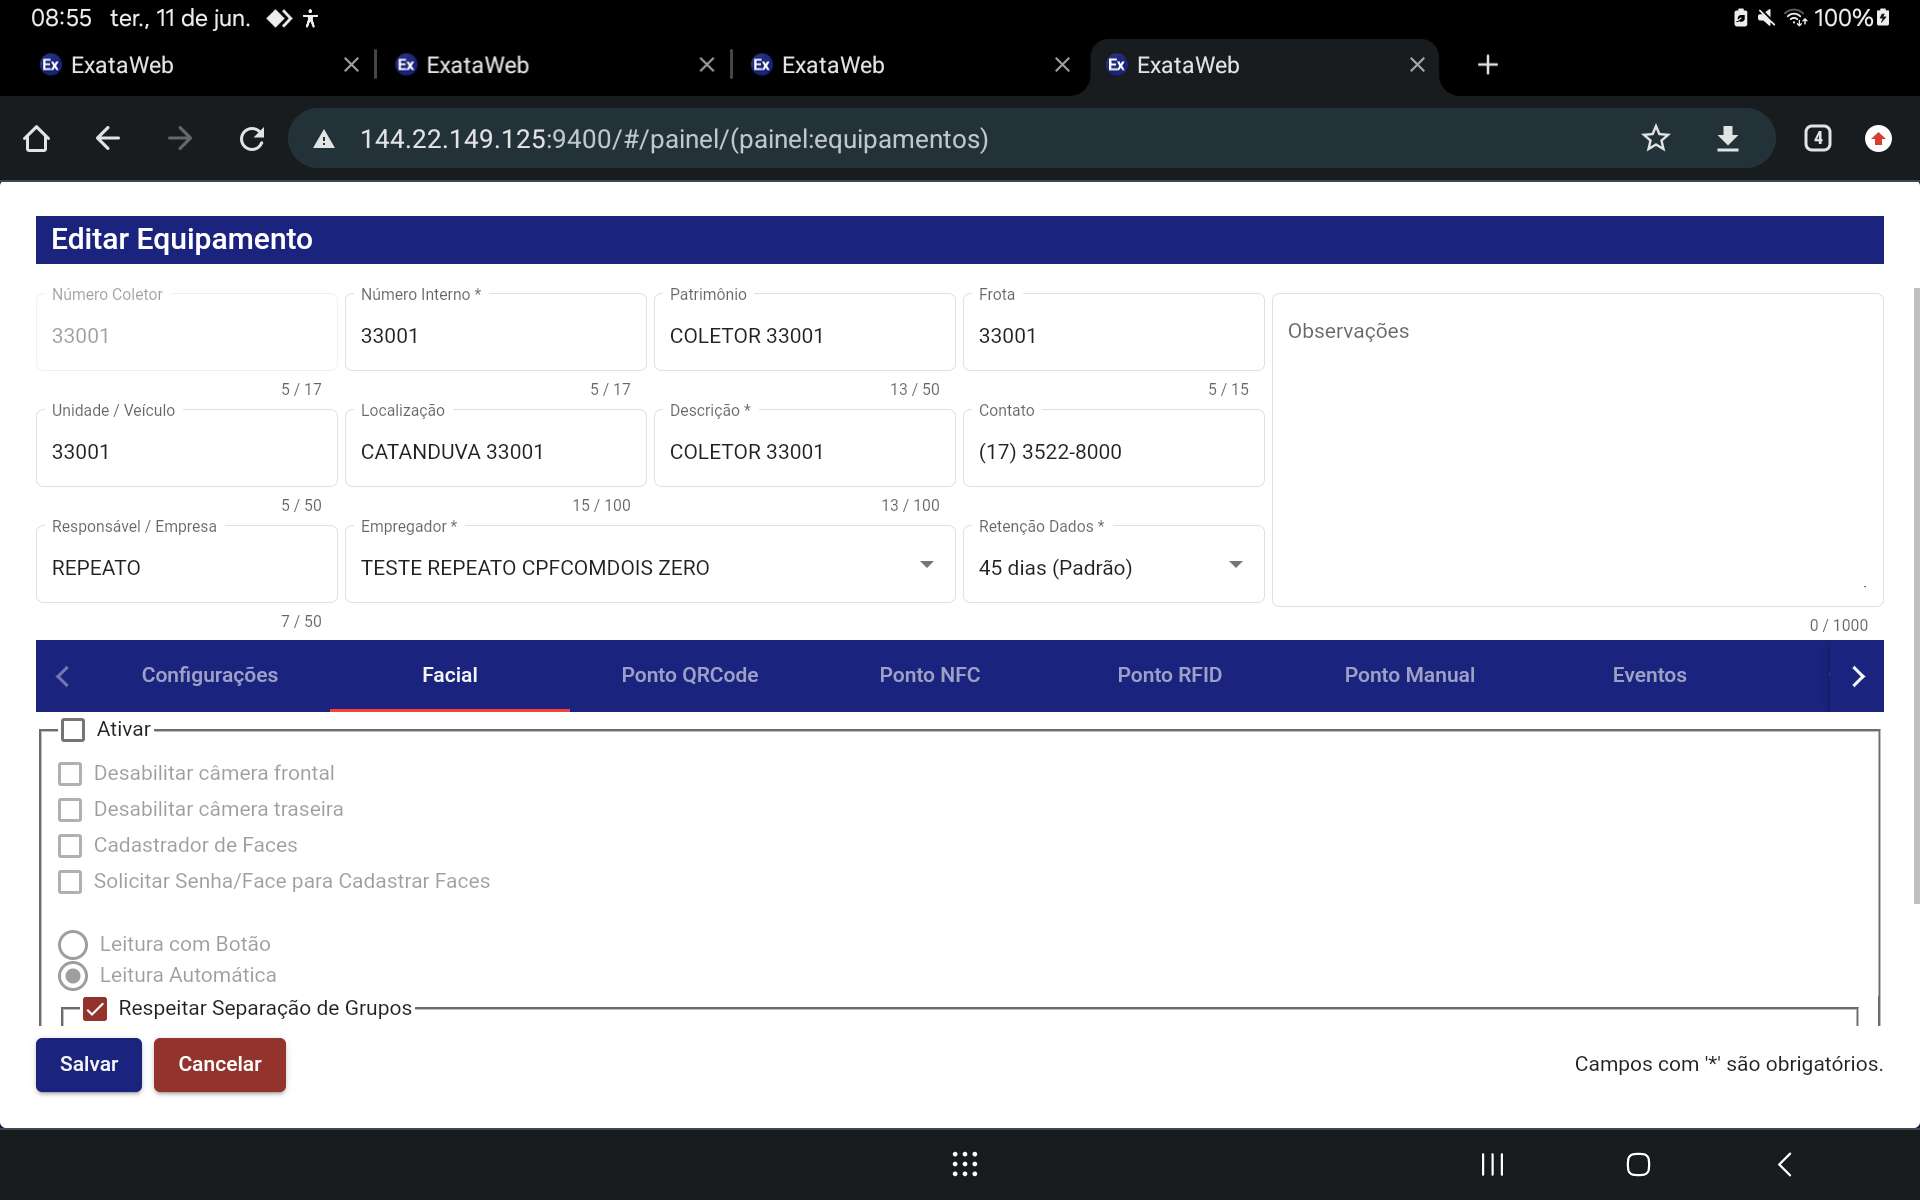 08:55 ter., 11 de jun. 100%
Ex ExataWeb Ex ExataWeb Ex ExataWeb Ex ExataWeb
144.22.149.125:9400/#/painel/(painel:equipamentos) 4
Editar Equipamento
Número Coletor Número Interno * Patrimônio Frota
33001 33001 COLETOR 33001 33001 Observações
5 / 17 5 / 17 13 / 50 5 / 15
Unidade / Veículo Localização Descrição * Contato
33001 CATANDUVA 33001 COLETOR 33001 (17) 3522-8000
5 / 50 15 / 100 13 / 100
Responsável / Empresa Empregador * Retenção Dados *
REPEATO TESTE REPEATO CPFCOMDOIS ZERO 45 dias (Padrão)
7 / 50 0 / 1000
Configurações Facial Ponto QRCode Ponto NFC Ponto RFID Ponto Manual Eventos
Ativar
Desabilitar câmera frontal
Desabilitar câmera traseira
Cadastrador de Faces
Solicitar Senha/Face para Cadastrar Faces
Leitura com Botão
Leitura Automática
Respeitar Separação de Grupos
Salvar Cancelar Campos com '*' são obrigatórios.